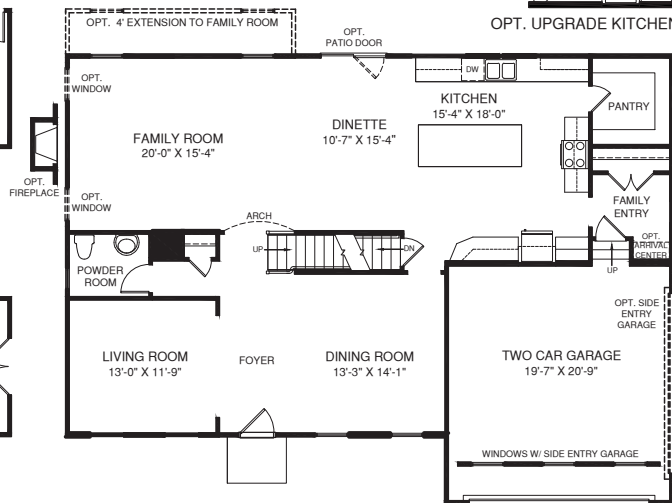 OPT. UPGRADE KITCHEN
OPT. 4' EXTENSION TO FAMILY ROOM
OPT.
PATIO DOOR
OPT.
WINDOW
DW
KITCHEN
15'-4" X 18'-0"
PANTRY
FAMILY ROOM
20'-0" X 15'-4"
DINETTE
10'-7" X 15'-4"
OPT.
FIREPLACE
OPT.
WINDOW
FAMILY
ENTRY
ARCH
UP
DN
OPT.
ARRIVAL
CENTER
UP
POWDER
ROOM
OPT. SIDE
ENTRY
GARAGE
LIVING ROOM
13'-0" X 11'-9"
FOYER
DINING ROOM
13'-3" X 14'-1"
TWO CAR GARAGE
19'-7" X 20'-9"
WINDOWS W/ SIDE ENTRY GARAGE